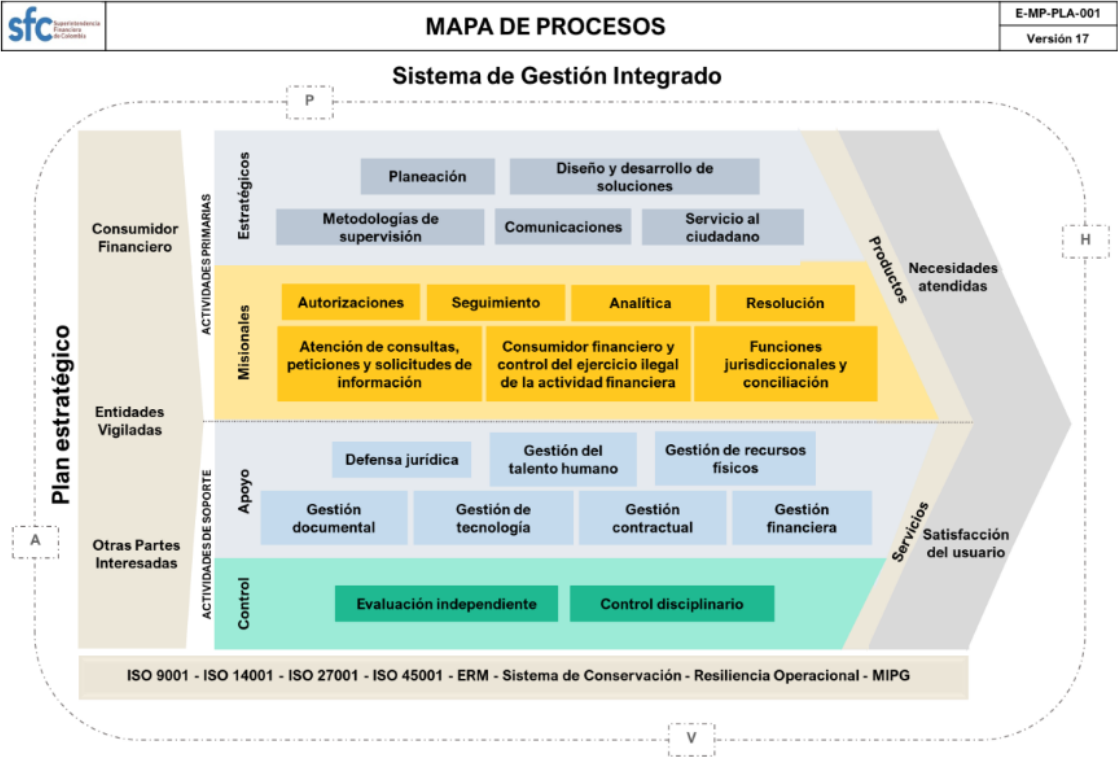 sfc
Superintendencia
Financiera
de Colombia
MAPA DE PROCESOS
E-MP-PLA-001
Versión 17
Sistema de Gestión Integrado
P
H
A
V
Plan estratégico
Consumidor
Financiero
Entidades
Vigiladas
Otras Partes
Interesadas
ACTIVIDADES PRIMARIAS
ACTIVIDADES DE SOPORTE
Estratégicos
Planeación
Diseño y desarrollo de
soluciones
Metodologías de
supervisión
Comunicaciones
Servicio al
ciudadano
Misionales
Autorizaciones
Seguimiento
Analítica
Resolución
Atención de consultas,
peticiones y solicitudes de
información
Consumidor financiero y
control del ejercicio ilegal
de la actividad financiera
Funciones
jurisdiccionales y
conciliación
Apoyo
Defensa jurídica
Gestión del
talento humano
Gestión de recursos
físicos
Gestión
documental
Gestión de
tecnología
Gestión
contractual
Gestión
financiera
Control
Evaluación independiente
Control disciplinario
Productos
Servicios
Necesidades
atendidas
Satisfacción
del usuario
ISO 9001 - ISO 14001 - ISO 27001 - ISO 45001 - ERM - Sistema de Conservación - Resiliencia Operacional - MIPG